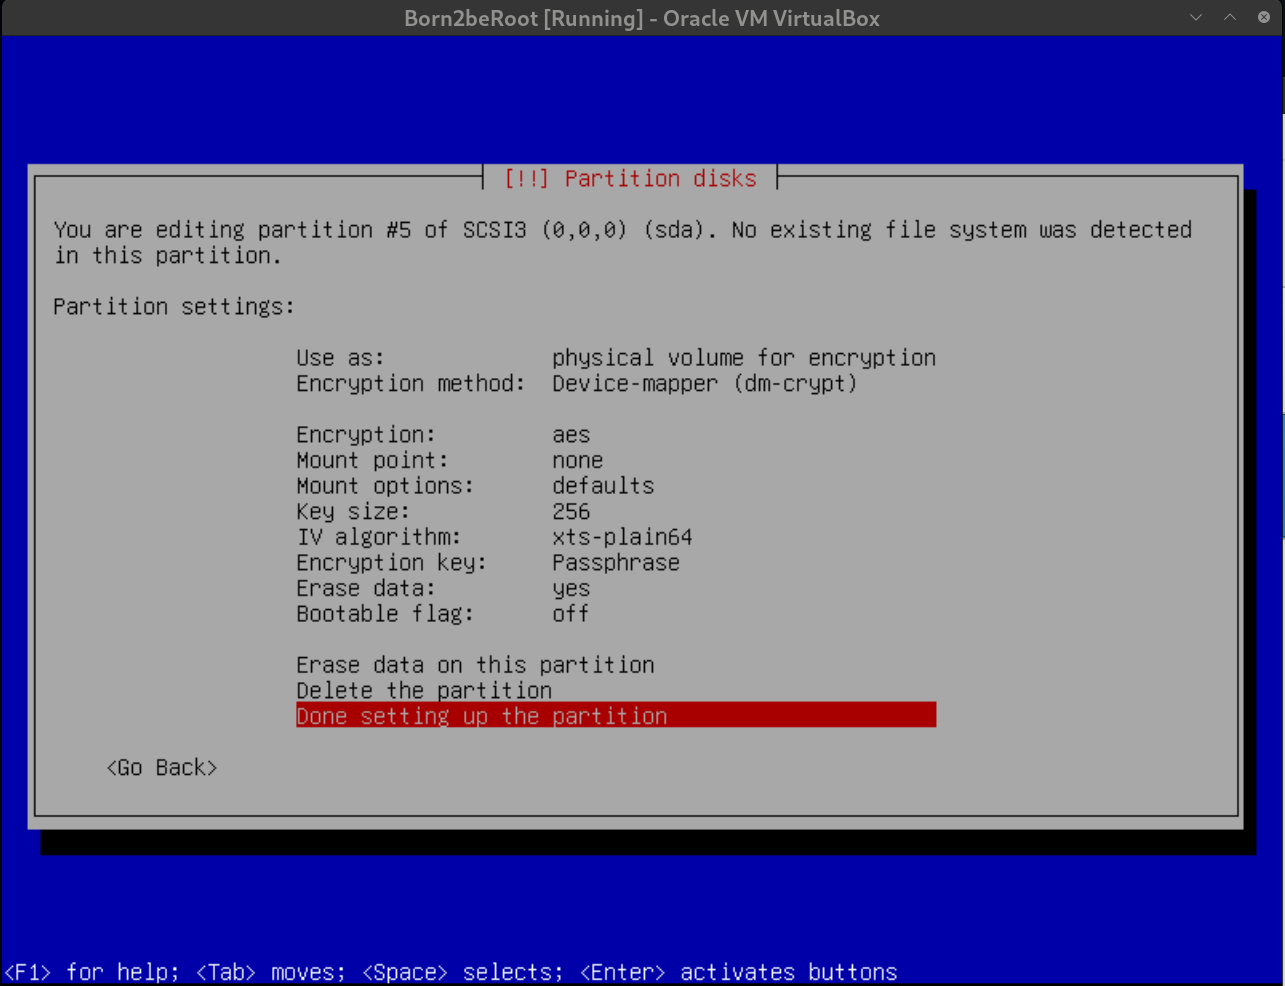 Born2beRoot [Running] - Oracle VM VirtualBox
[!!] Partition disks
You are editing partition #5 of SCSI3 (0,0,0) (sda). No existing file system was detected
in this partition.
Partition settings:
Use as: physical volume for encryption
Encryption method: Device-mapper (dm-crypt)
Encryption: aes
Mount point: none
Mount options: defaults
Key size: 256
IV algorithm: xts-plain64
Encryption key: Passphrase
Erase data: yes
Bootable flag: off
Erase data on this partition
Delete the partition
Done setting up the partition
<Go Back>
<F1> for help; <Tab> moves; <Space> selects; <Enter> activates buttons